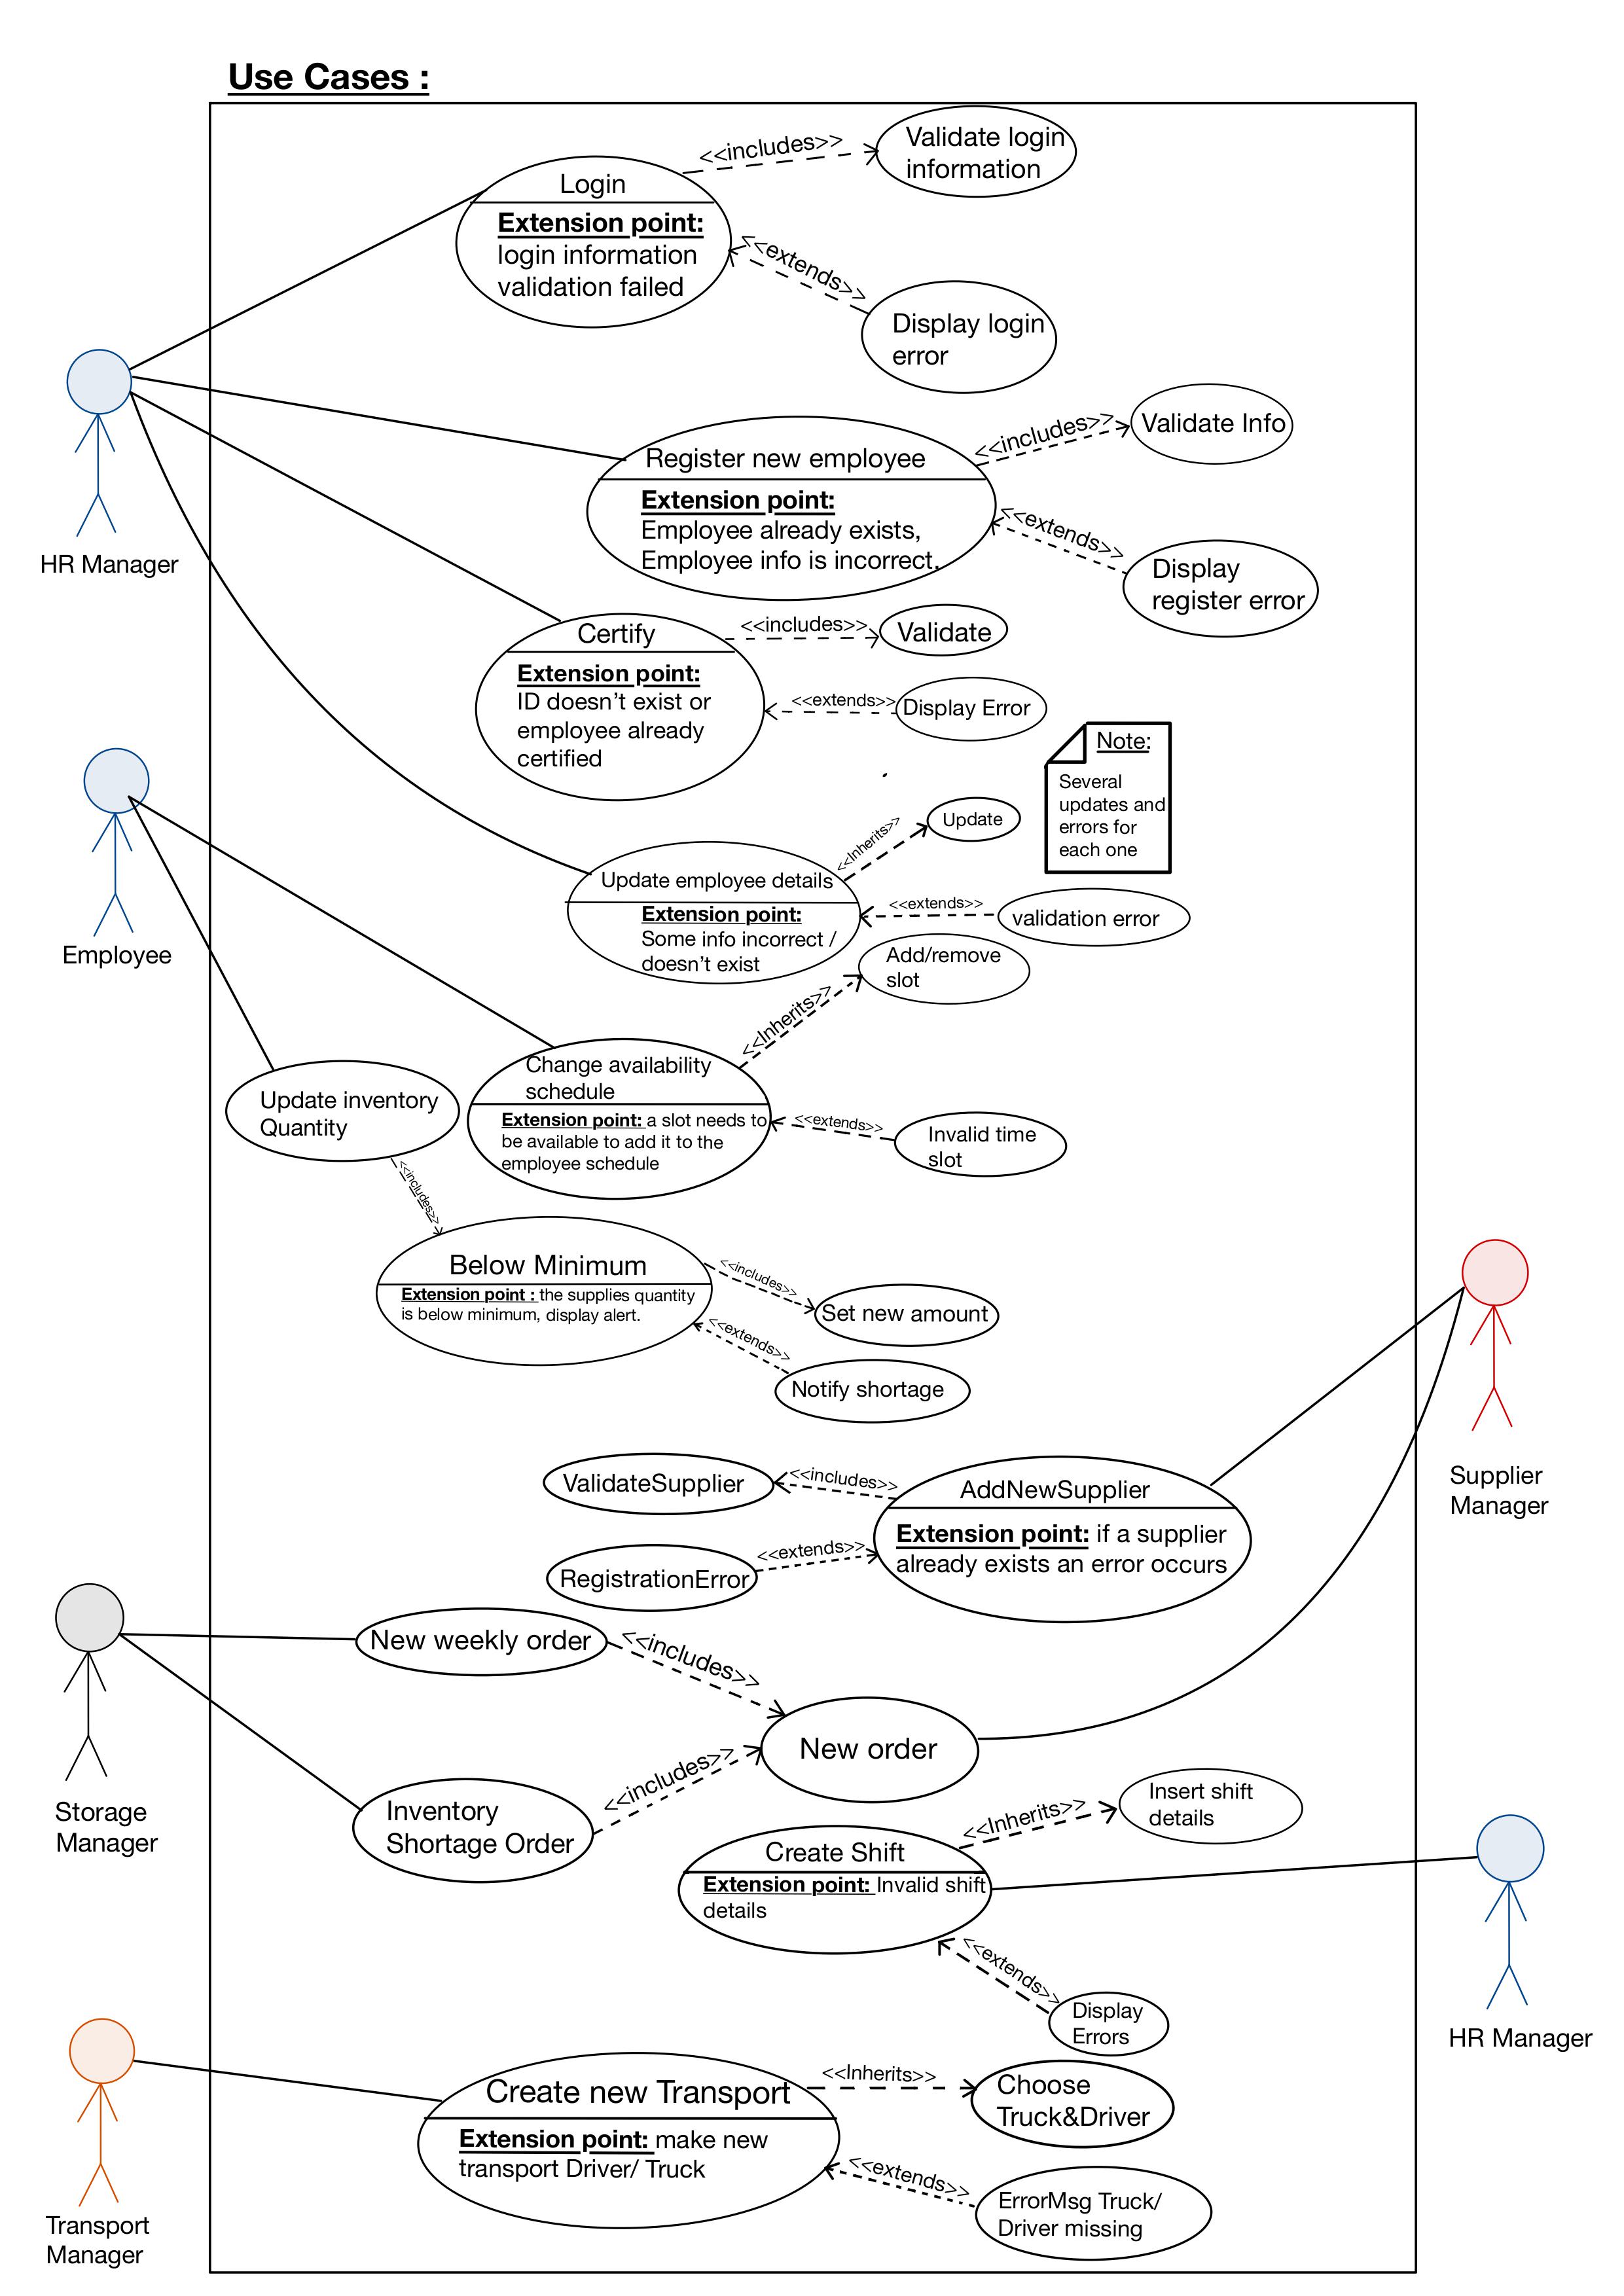 Use Cases :
<<includes>>
Validate login
information
Login
Extension point:
login information
validation failed
<<extends>>
Display login
error
HR Manager
Register new employee
Extension point:
Employee already exists,
Employee info is incorrect.
<<includes>>
Validate Info
<<extends>>
Display
register error
Certify
Extension point:
ID doesn't exist or
employee already
certified
<<includes>>
Validate
<<extends>>
Display Error
Note:
Several
updates and
errors for
each one
Employee
Update employee details
Extension point:
Some info incorrect /
doesn't exist
<<Inherits>>
Update
<<extends>>
validation error
Add/remove
slot
<<Inherits>>
Change availability
schedule
Extension point: a slot needs to
be available to add it to the
employee schedule
<<extends>>
Invalid time
slot
Update inventory
Quantity
<<includes>>
Below Minimum
Extension point : the supplies quantity
is below minimum, display alert.
<<includes>>
Set new amount
<<extends>>
Notify shortage
Supplier
Manager
ValidateSupplier
<<includes>>
AddNewSupplier
Extension point: if a supplier
already exists an error occurs
<<extends>>
RegistrationError
Storage
Manager
New weekly order
<<includes>>
New order
<<includes>>
Inventory
Shortage Order
Create Shift
Extension point: Invalid shift
details
<<Inherits>>
Insert shift
details
<<extends>>
Display
Errors
HR Manager
Transport
Manager
Create new Transport
Extension point: make new
transport Driver/ Truck
<<Inherits>>
Choose
Truck&Driver
<<extends>>
ErrorMsg Truck/
Driver missing